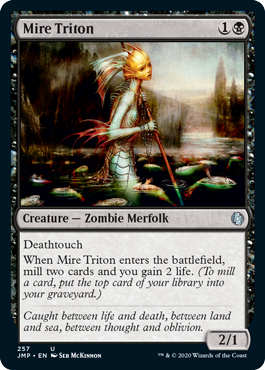 Mire Triton 1
Creature — Zombie Merfolk
Deathtouch
When Mire Triton enters the battlefield,
mill two cards and you gain 2 life. (To mill
a card, put the top card of your library into
your graveyard.)
Caught between life and death, between land
and sea, between thought and oblivion.
2/1
257 U
JMP • EN Seb McKinnon
™ & © 2020 Wizards of the Coast